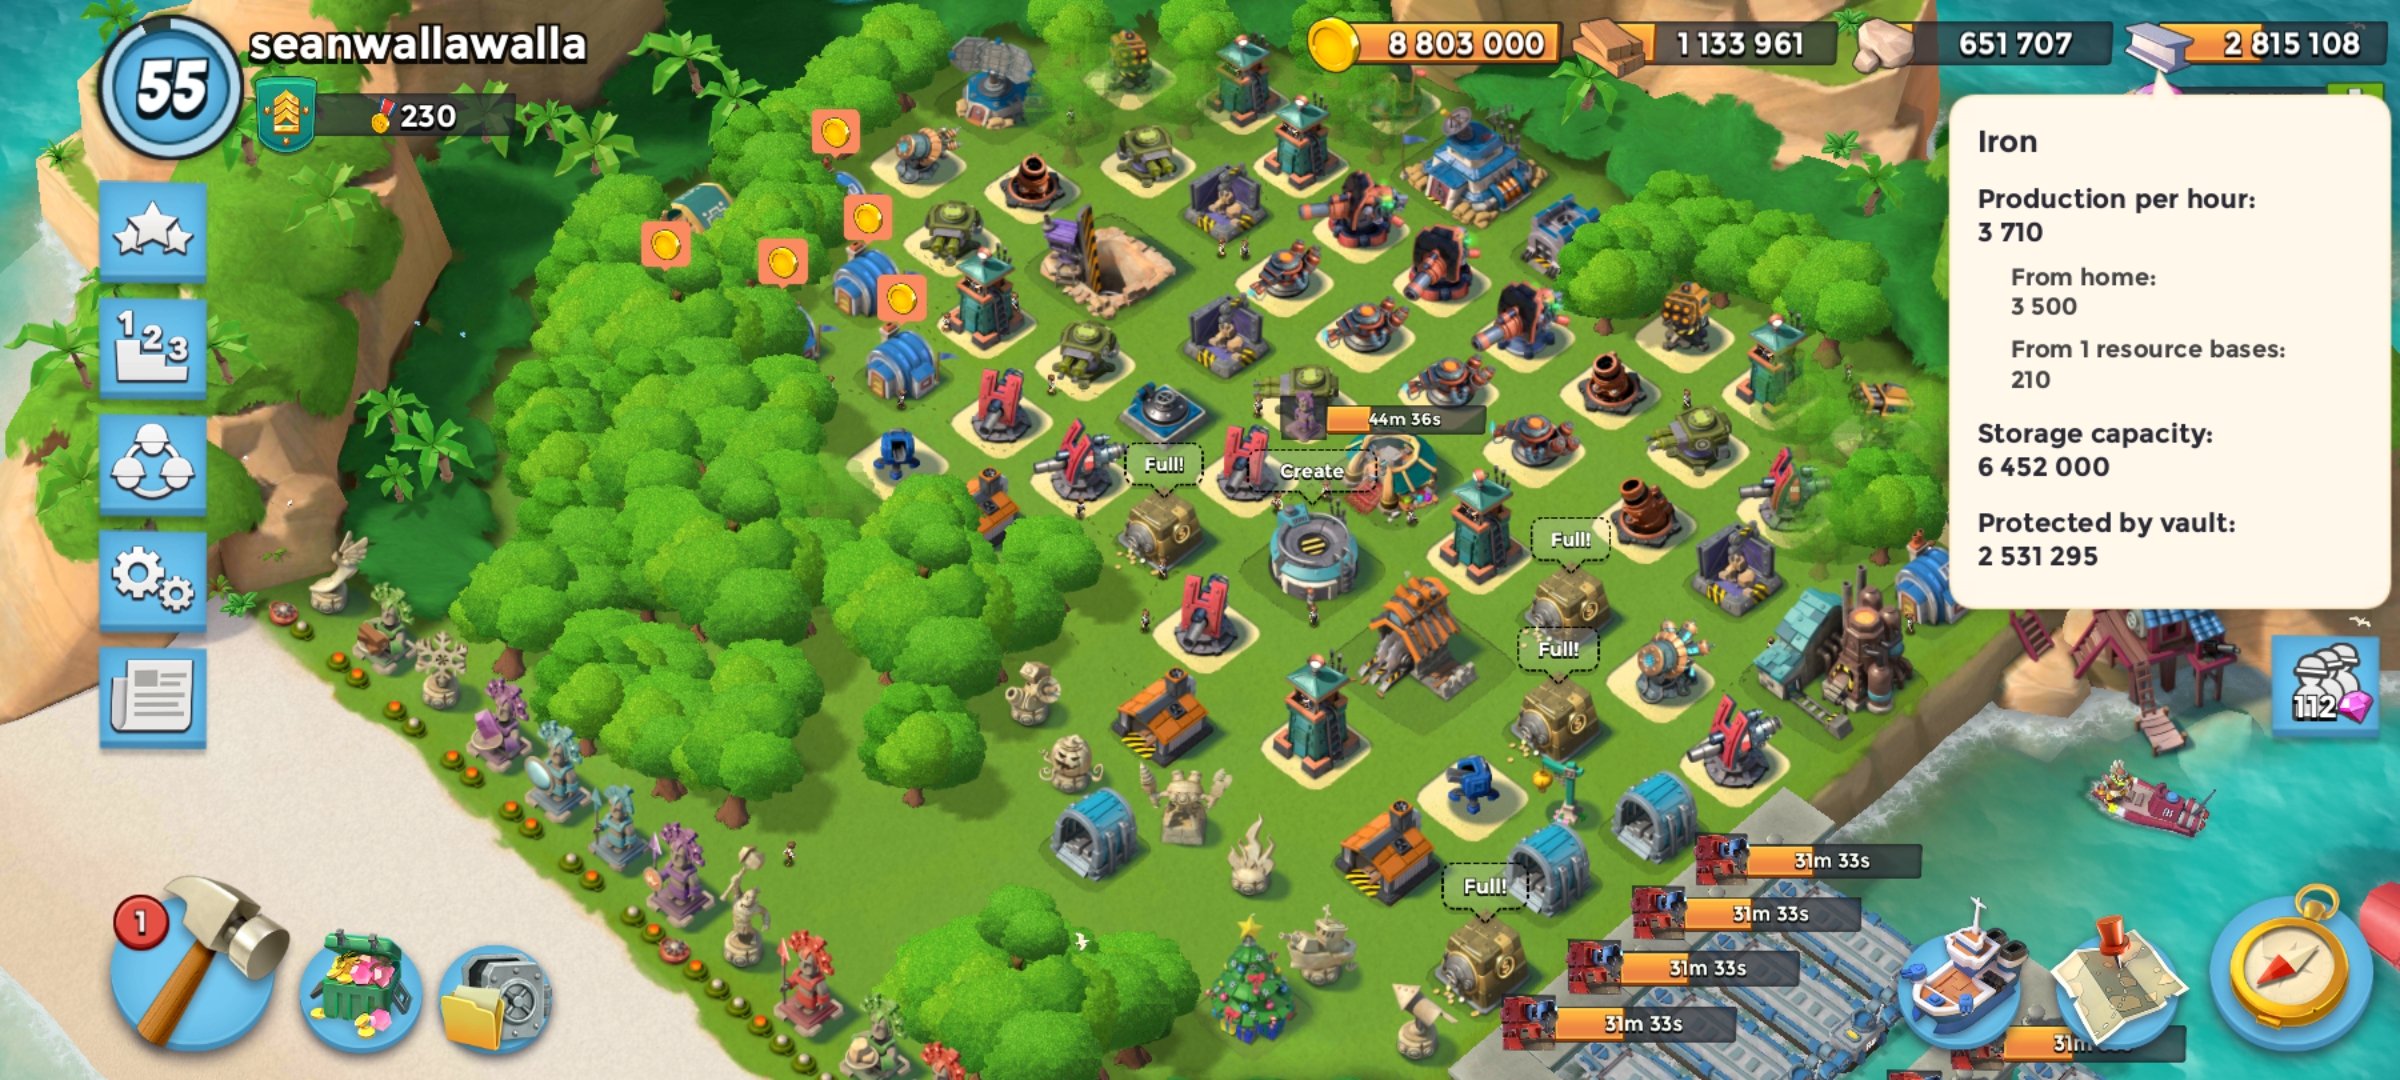 55
seanwallawalla
230
8 803 000
1 133 961
651 707
2 815 108
Iron
Production per hour:
3 710
From home:
3 500
From 1 resource bases:
210
Storage capacity:
6 452 000
Protected by vault:
2 531 295
1 2 3
44m 36s
Full!
Create
Full!
Full!
112
Full!
31m 33s
31m 33s
31m 33s
31m 33s
1